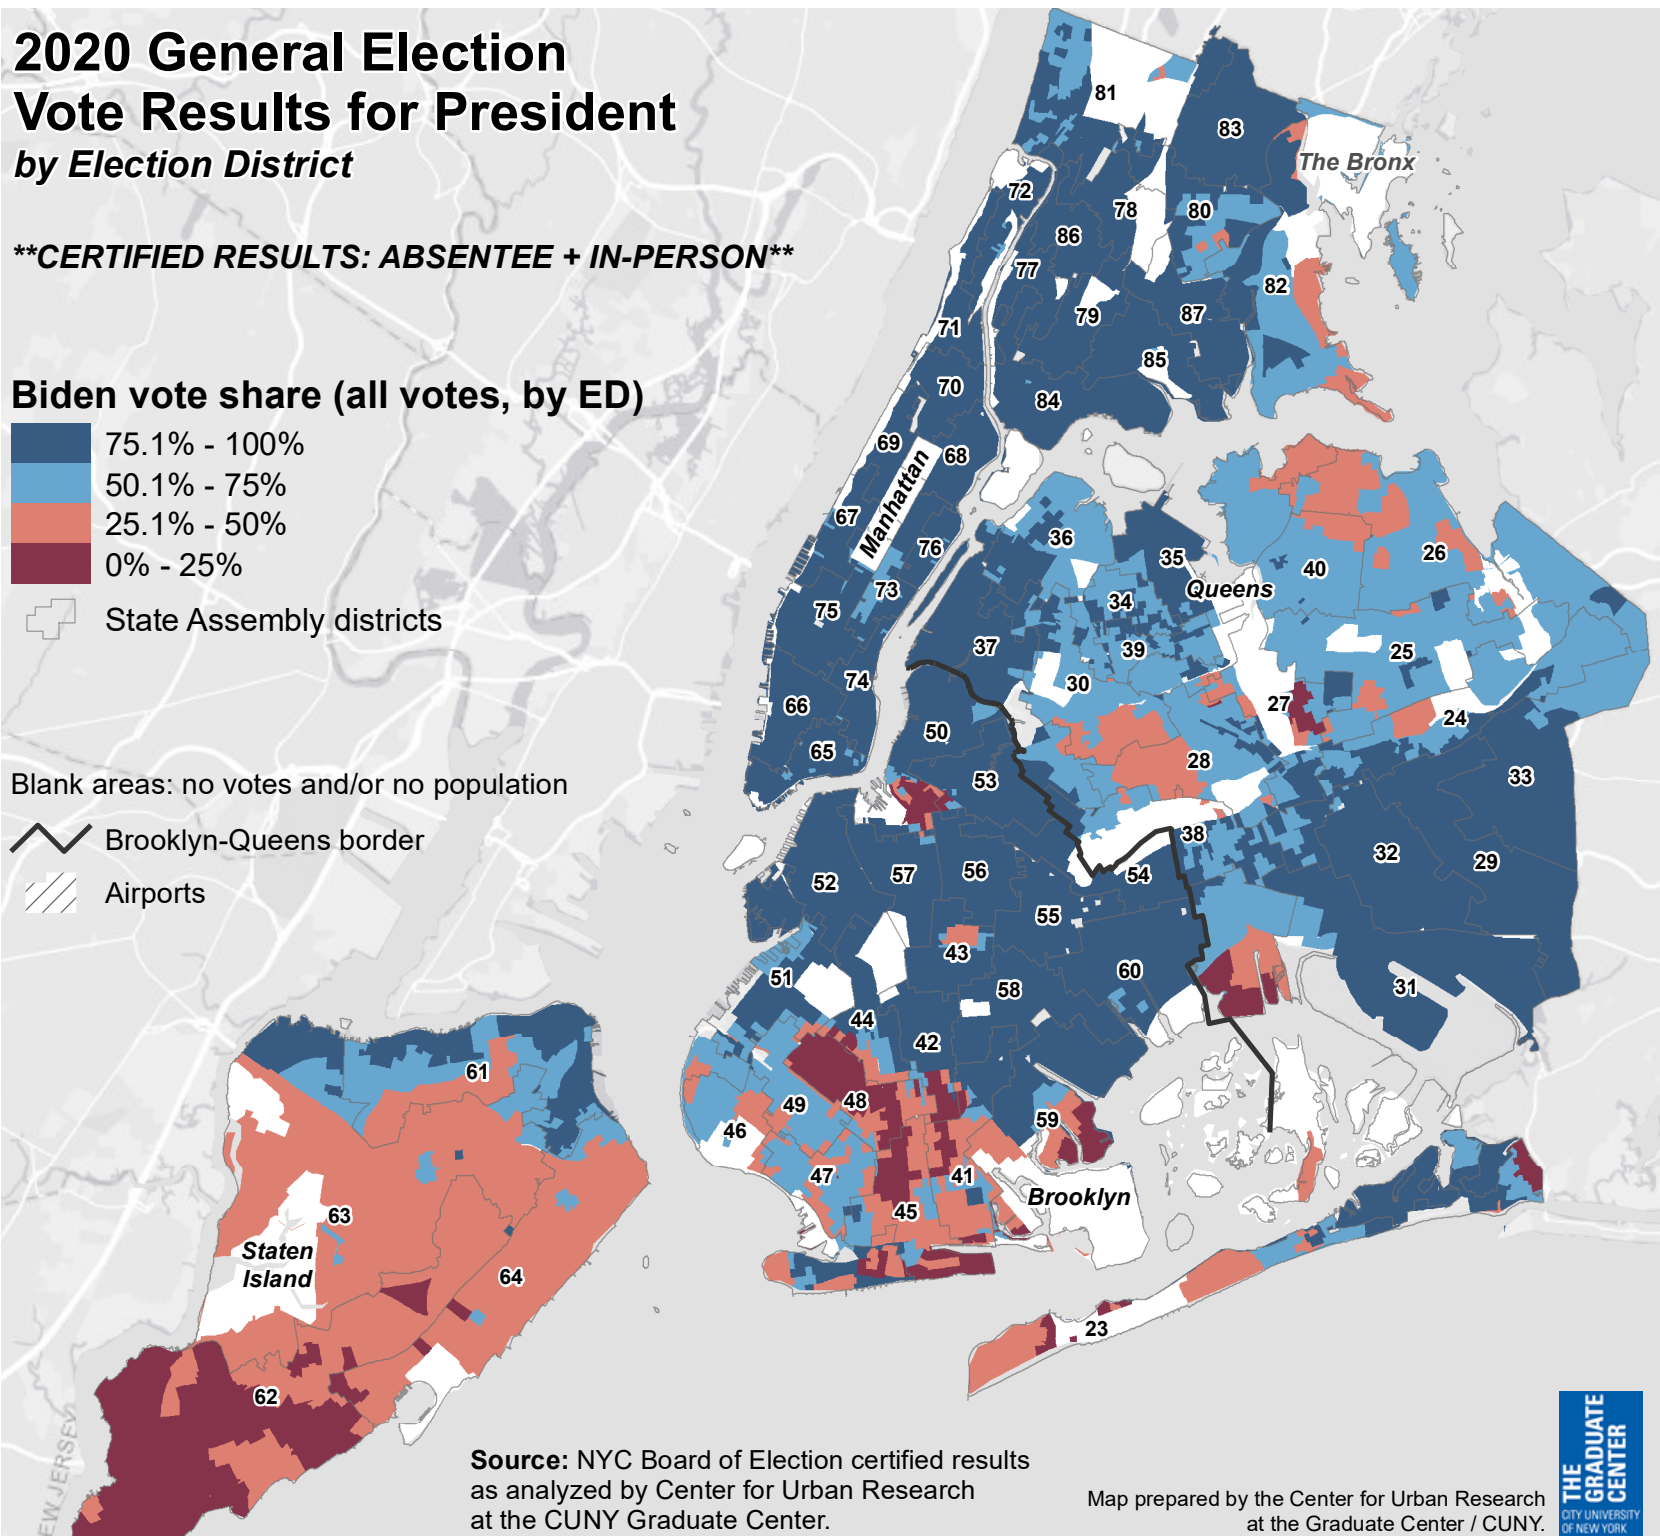 2020 General Election
Vote Results for President
by Election District
**CERTIFIED RESULTS: ABSENTEE + IN-PERSON**
Biden vote share (all votes, by ED)
75.1% - 100%
50.1% - 75%
25.1% - 50%
0% - 25%
State Assembly districts
Blank areas: no votes and/or no population
Brooklyn-Queens border
Airports
81
83
The Bronx
72
78
80
86
77
82
79
87
71
85
70
84
69
68
Manhattan
67
76
36
35
26
40
Queens
73
75
34
37
39
25
74
30
27
66
24
50
65
28
53
33
38
32
29
52
57
56
54
55
43
51
60
58
31
44
42
61
48
49
59
46
47
41
45
Brooklyn
63
Staten
Island
64
23
62
EW JERSEY
Source: NYC Board of Election certified results
as analyzed by Center for Urban Research
at the CUNY Graduate Center.
Map prepared by the Center for Urban Research
at the Graduate Center / CUNY.
THE
GRADUATE
CENTER
CITY UNIVERSITY
OF NEW YORK